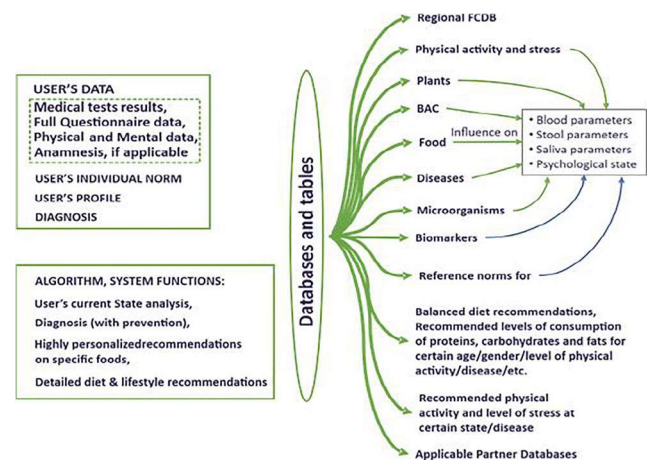 USER'S DATA
Medical tests results,
Full Questionnaire data,
Physical and Mental data,
Anamnesis, if applicable
USER'S INDIVIDUAL NORM
USER'S PROFILE
DIAGNOSIS
ALGORITHM, SYSTEM FUNCTIONS:
User's current State analysis,
Diagnosis (with prevention),
Highly personalizedrecommendations
on specific foods,
Detailed diet & lifestyle recommendations
Databases and tables
Regional FCDB
Physical activity and stress
Plants
BAC
Food
Influence on
Diseases
Microorganisms
Biomarkers
Reference norms for
• Blood parameters
• Stool parameters
• Saliva parameters
• Psychological state
Balanced diet recommendations,
Recommended levels of consumption
of proteins, carbohydrates and fats for
certain age/gender/level of physical
activity/disease/etc.
Recommended physical
activity and level of stress at
certain state/disease
Applicable Partner Databases